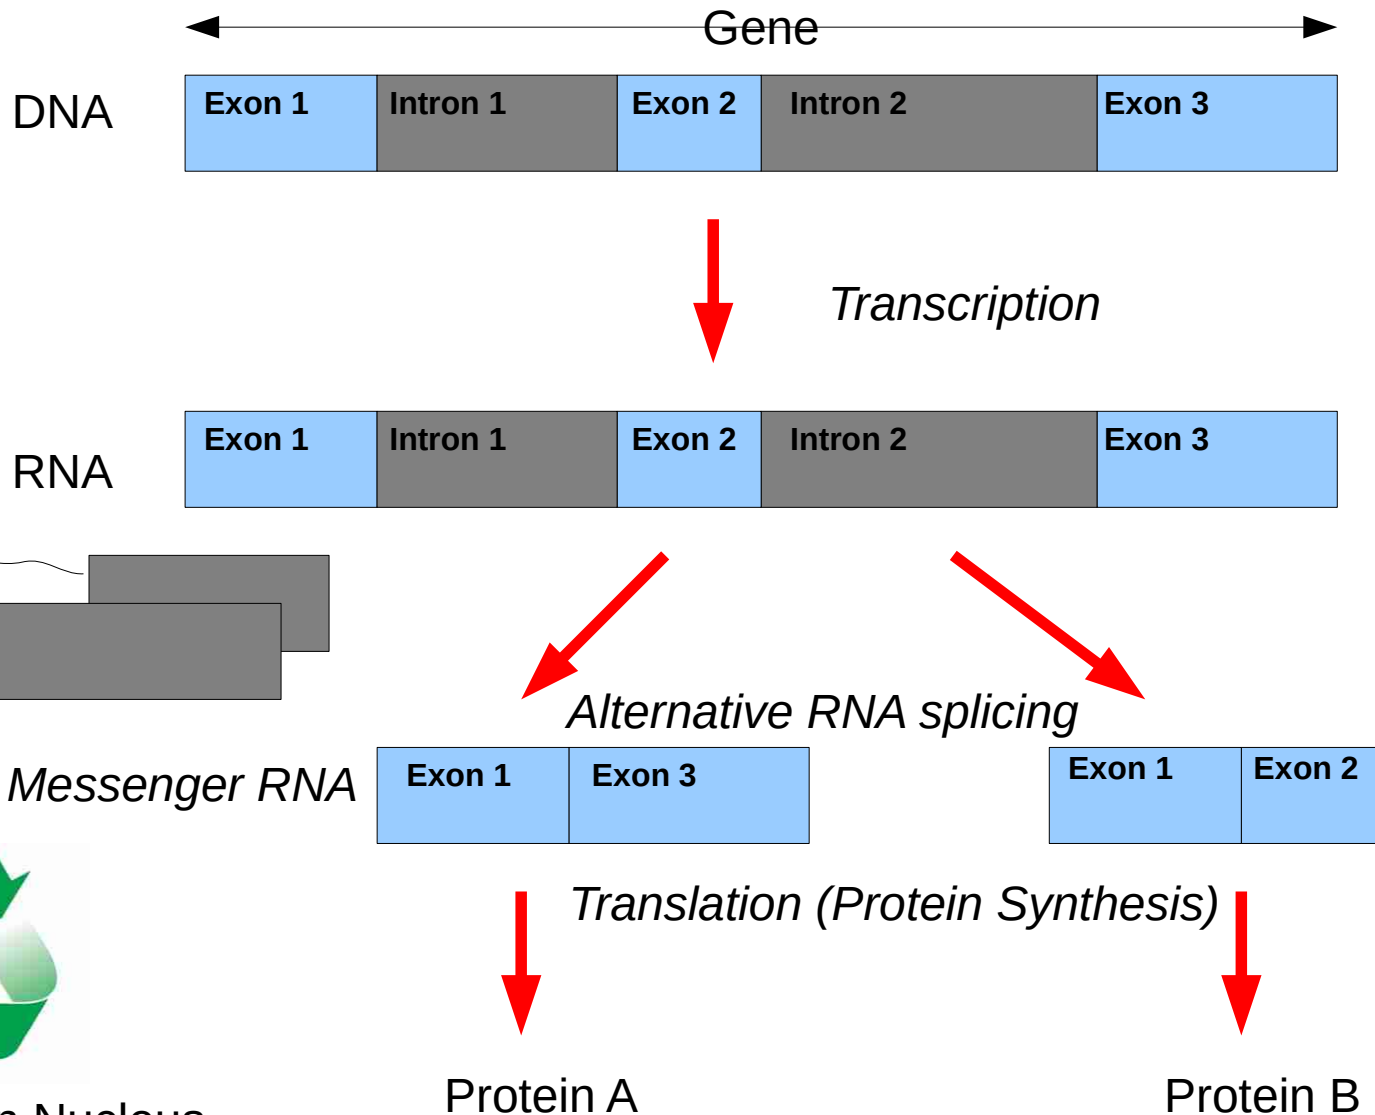 Gene
DNA
Exon 1 Intron 1 Exon 2 Intron 2 Exon 3
Transcription
RNA
Exon 1 Intron 1 Exon 2 Intron 2 Exon 3
Alternative RNA splicing
Messenger RNA
Exon 1 Exon 3
Exon 1 Exon 2
Translation (Protein Synthesis)
Protein A
Protein B
Nucleus